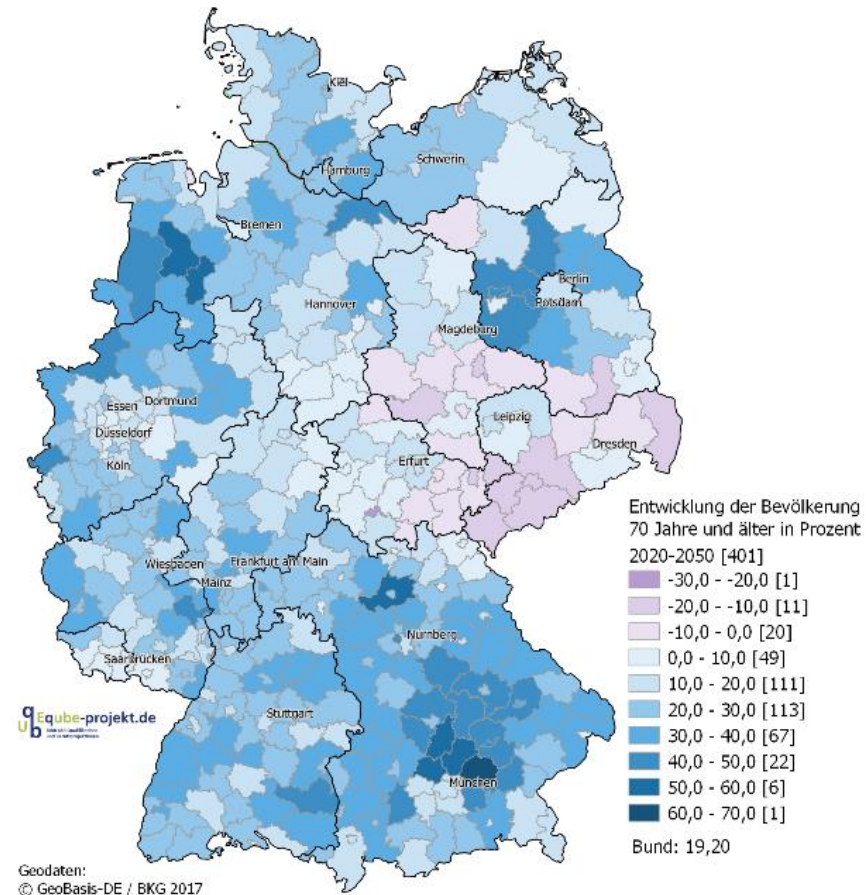 Kiel
Schwerin
Hamburg
Bremen
Berlin
Potsdam
Hannover
Magdeburg
Essen
Dortmund
Düsseldorf
Leipzig
Köln
Erfurt
Dresden
Wiesbaden
Frankfurt am Main
Mainz
Nürnberg
Saarbrücken
Stuttgart
München
Eqube-projekt.de
Entwicklung der Bevölkerung
70 Jahre und älter in Prozent
2020-2050 [401]
-30,0 - -20,0 [1]
-20,0 - -10,0 [11]
-10,0 - 0,0 [20]
0,0 - 10,0 [49]
10,0 - 20,0 [111]
20,0 - 30,0 [113]
30,0 - 40,0 [67]
40,0 - 50,0 [22]
50,0 - 60,0 [6]
60,0 - 70,0 [1]
Bund: 19,20
Geodaten:
© GeoBasis-DE / BKG 2017